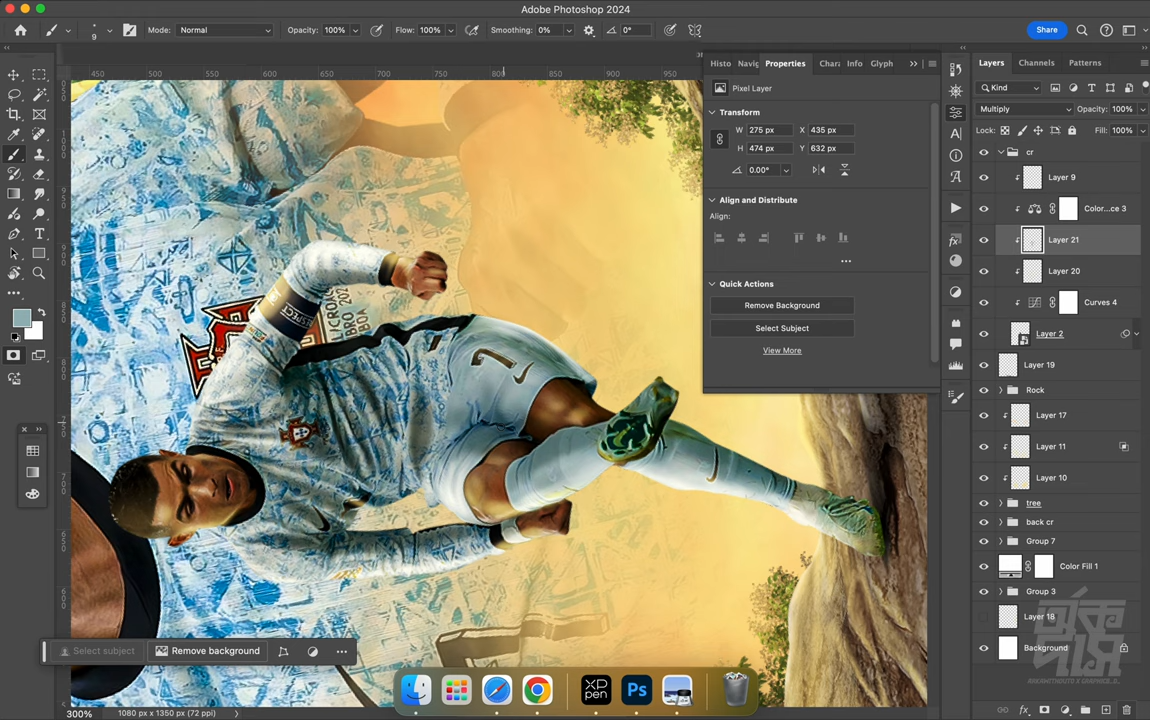 Adobe Photoshop 2024
9 Mode: Normal Opacity: 100% Flow: 100% Smoothing: 0% 0° Share
Histo Navig Properties Chara Info Glyph
Layers Channels Patterns
450 500 550 600 650 700 750 800 850 900 950
Pixel Layer
Transform
W 275 px X 435 px
H 474 px Y 632 px
0.00°
Align and Distribute
Align:
Quick Actions
Remove Background
Select Subject
View More
Kind
Multiply Opacity: 100%
Lock: Fill: 100%
cr
Layer 9
Color...ce 3
Layer 21
Layer 20
Curves 4
Layer 2
Layer 19
Rock
Layer 17
Layer 11
Layer 10
tree
back cr
Group 7
Color Fill 1
Group 3
Layer 18
Background
1
Select subject Remove background
XP
PEN
Ps
300% 1080 px x 1350 px (72 ppi)